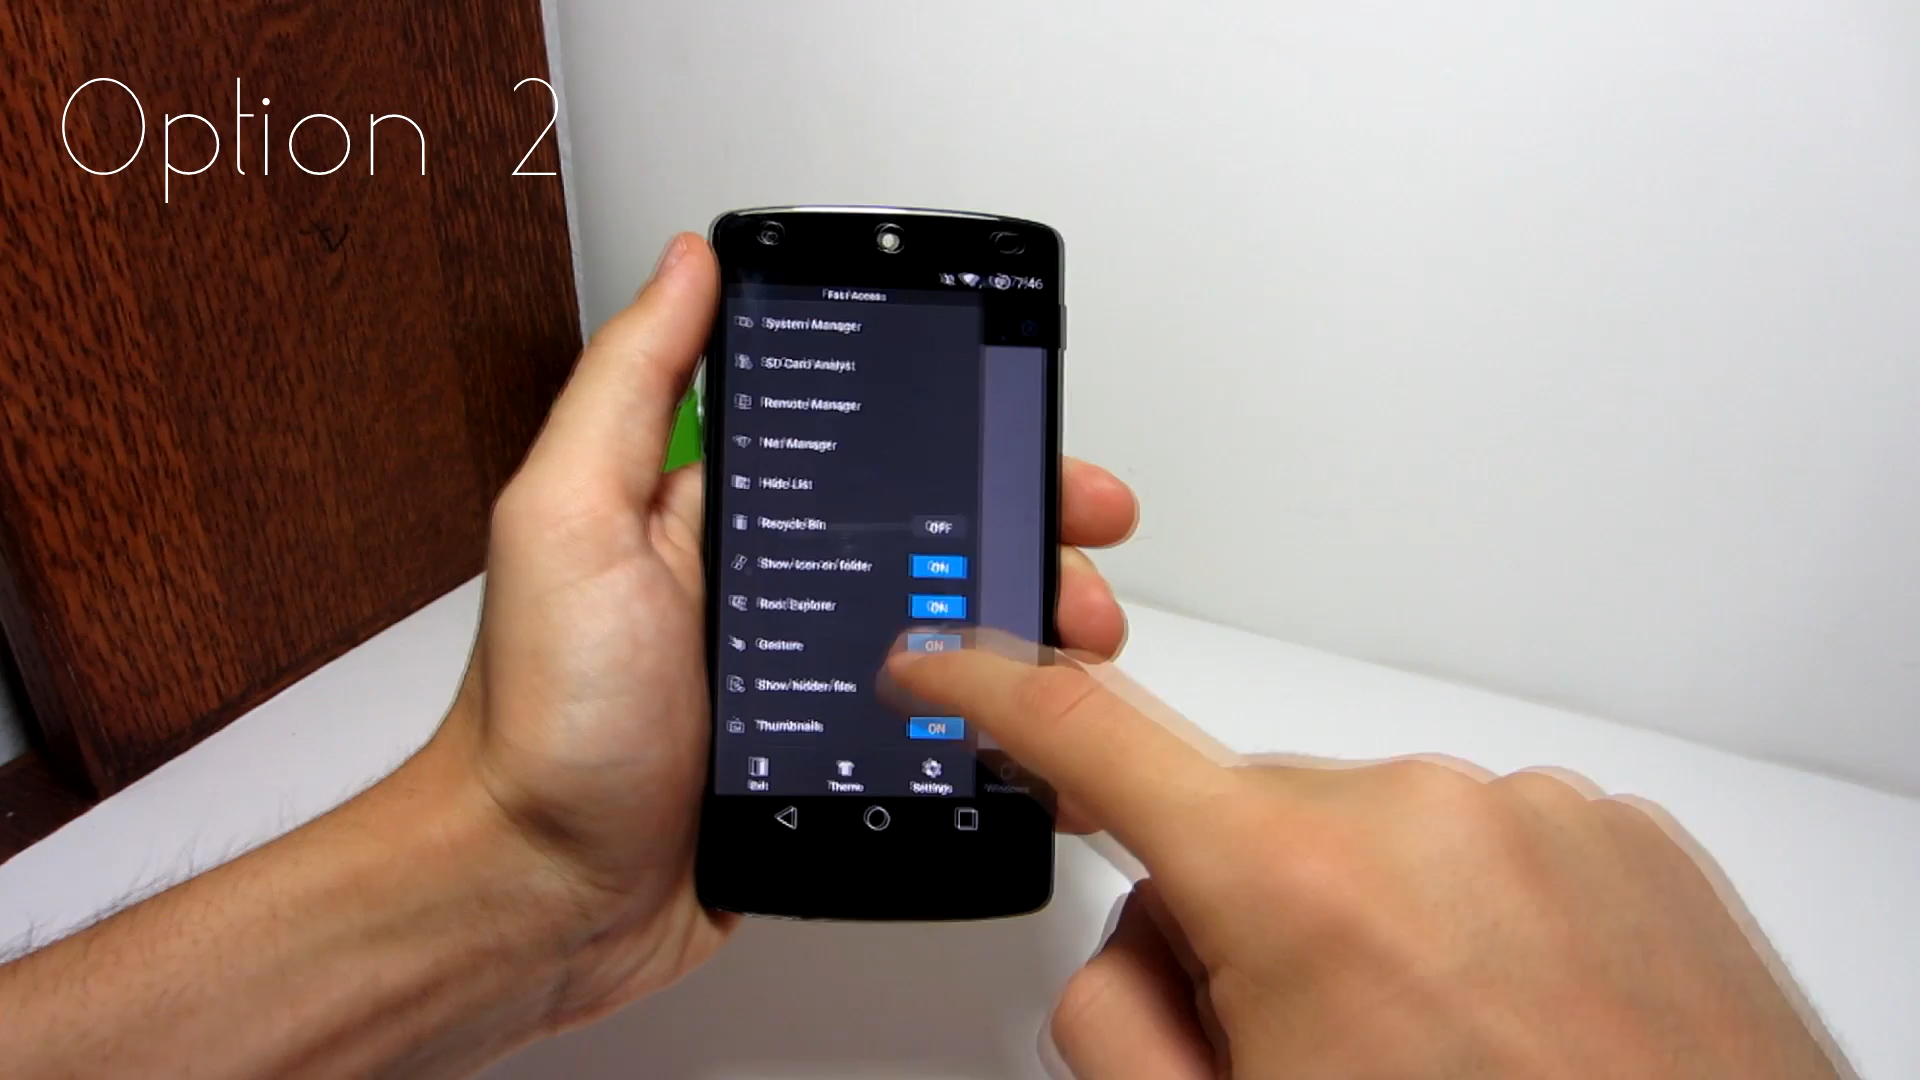 Option 2
7:46
Fast Access
System Manager
SD Card Analyst
Remote Manager
Net Manager
Hide List
Recycle Bin OFF
Show icon on folder ON
Root Explorer ON
Gesture ON
Show hidden files
Thumbnails ON
Exit Theme Settings Windows